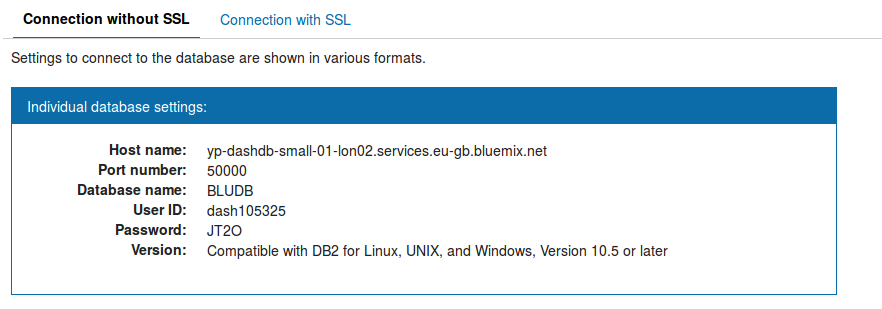 Connection without SSL Connection with SSL
Settings to connect to the database are shown in various formats.
Individual database settings:
Host name: yp-dashdb-small-01-lon02.services.eu-gb.bluemix.net
Port number: 50000
Database name: BLUDB
User ID: dash105325
Password: JT2O
Version: Compatible with DB2 for Linux, UNIX, and Windows, Version 10.5 or later